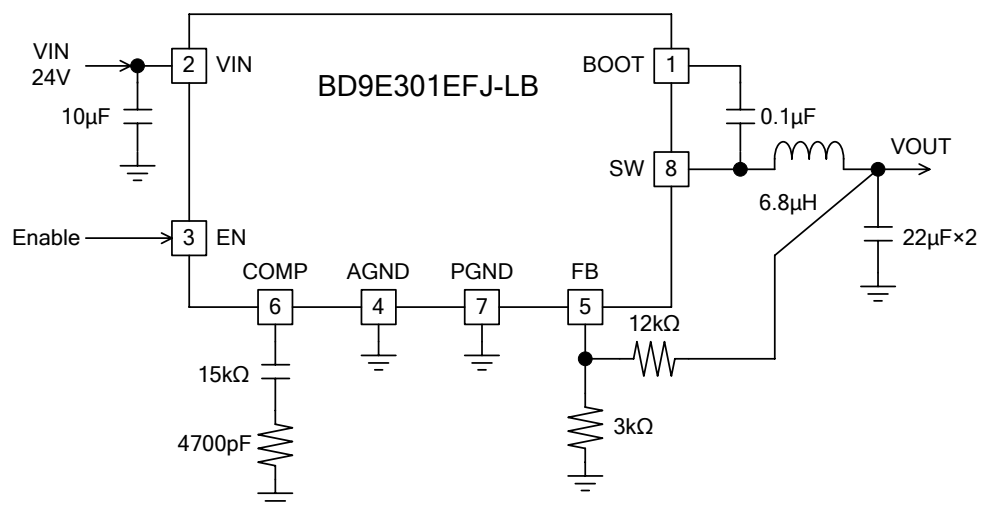 VIN
24V
2
VIN
10µF
BD9E301EFJ-LB
BOOT
1
0.1µF
SW
8
VOUT
6.8µH
22µF×2
Enable
3
EN
COMP
AGND
PGND
FB
6
4
7
5
12kΩ
15kΩ
3kΩ
4700pF